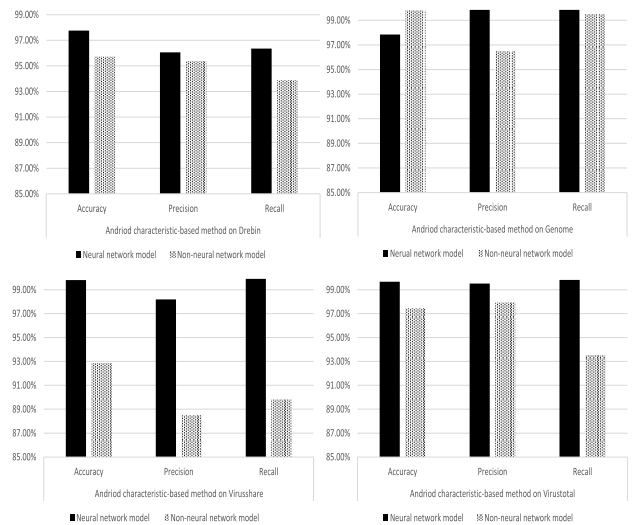 99.00%
97.00%
95.00%
93.00%
91.00%
89.00%
87.00%
85.00%
Accuracy Precision Recall
Andriod characteristic-based method on Drebin
Neural network model Non-neural network model
99.00%
97.00%
95.00%
93.00%
91.00%
89.00%
87.00%
85.00%
Accuracy Precision Recall
Andriod characteristic-based method on Genome
Nerual network model Non-neural network model
99.00%
97.00%
95.00%
93.00%
91.00%
89.00%
87.00%
85.00%
Accuracy Precision Recall
Andriod characteristic-based method on Virusshare
Nerual network model Non-neural network model
99.00%
97.00%
95.00%
93.00%
91.00%
89.00%
87.00%
85.00%
Accuracy Precision Recall
Andriod characteristic-based method on Virustotal
Nerual network model Non-neural network model